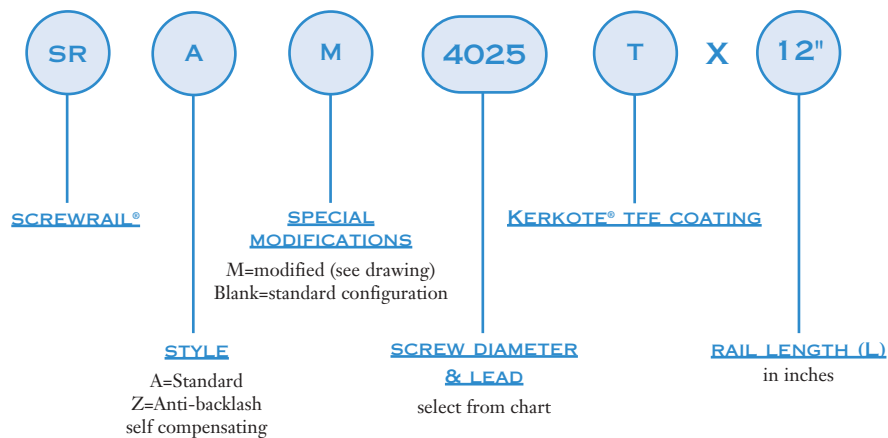 SR A M 4025 T X 12"
SCREWRAIL®
SPECIAL
MODIFICATIONS
M=modified (see drawing)
Blank=standard configuration
KERKOTE® TFE COATING
STYLE
A=Standard
Z=Anti-backlash
self compensating
SCREW DIAMETER
& LEAD
select from chart
RAIL LENGTH (L)
in inches